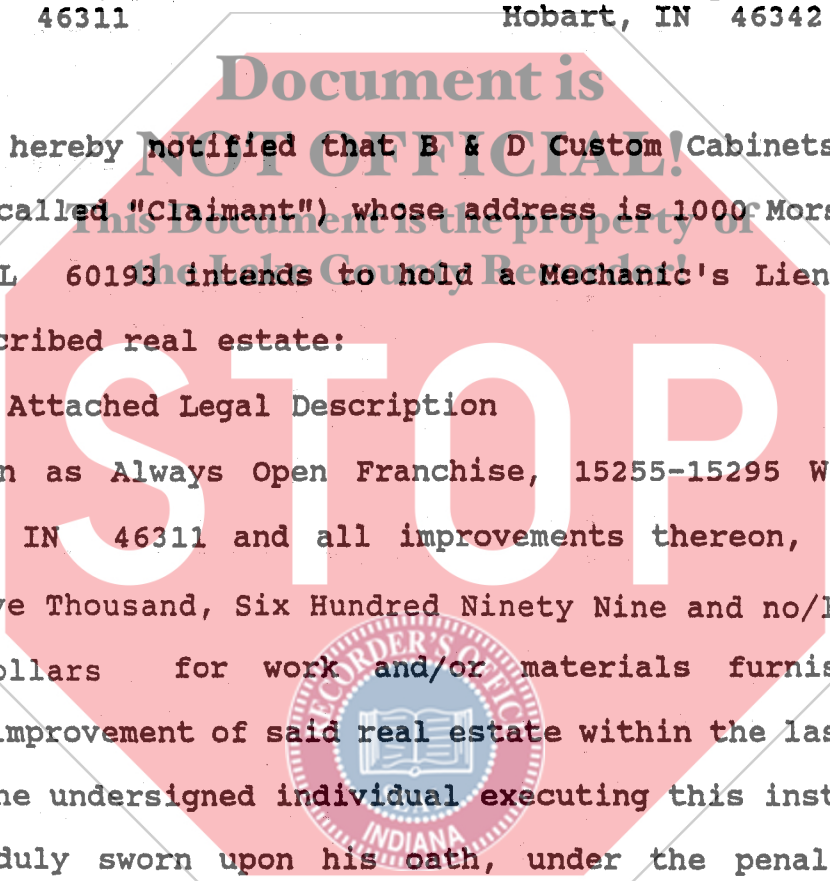 46311 Hobart, IN 46342
Document is
hereby notified that B & D Custom Cabinets
NOT OFFICIAL!
called "Claimant") whose address is 1000 Mors
This Document is the property of
L 60193 intends to hold a Mechanic's Lien
the Lake County Recorder!
cribed real estate:
STOP
Attached Legal Description
n as Always Open Franchise, 15255-15295 W
IN 46311 and all improvements thereon,
ve Thousand, Six Hundred Ninety Nine and no/1
ollars for work and/or materials furnis
improvement of said real estate within the las
he undersigned individual executing this inst
duly sworn upon his oath, under the penal
RECORDER'S OFFICE
INDIANA